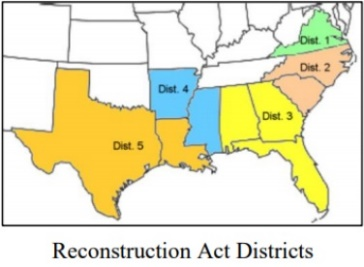 Dist. 1
Dist. 2
Dist. 4
Dist. 3
Dist. 5
Reconstruction Act Districts